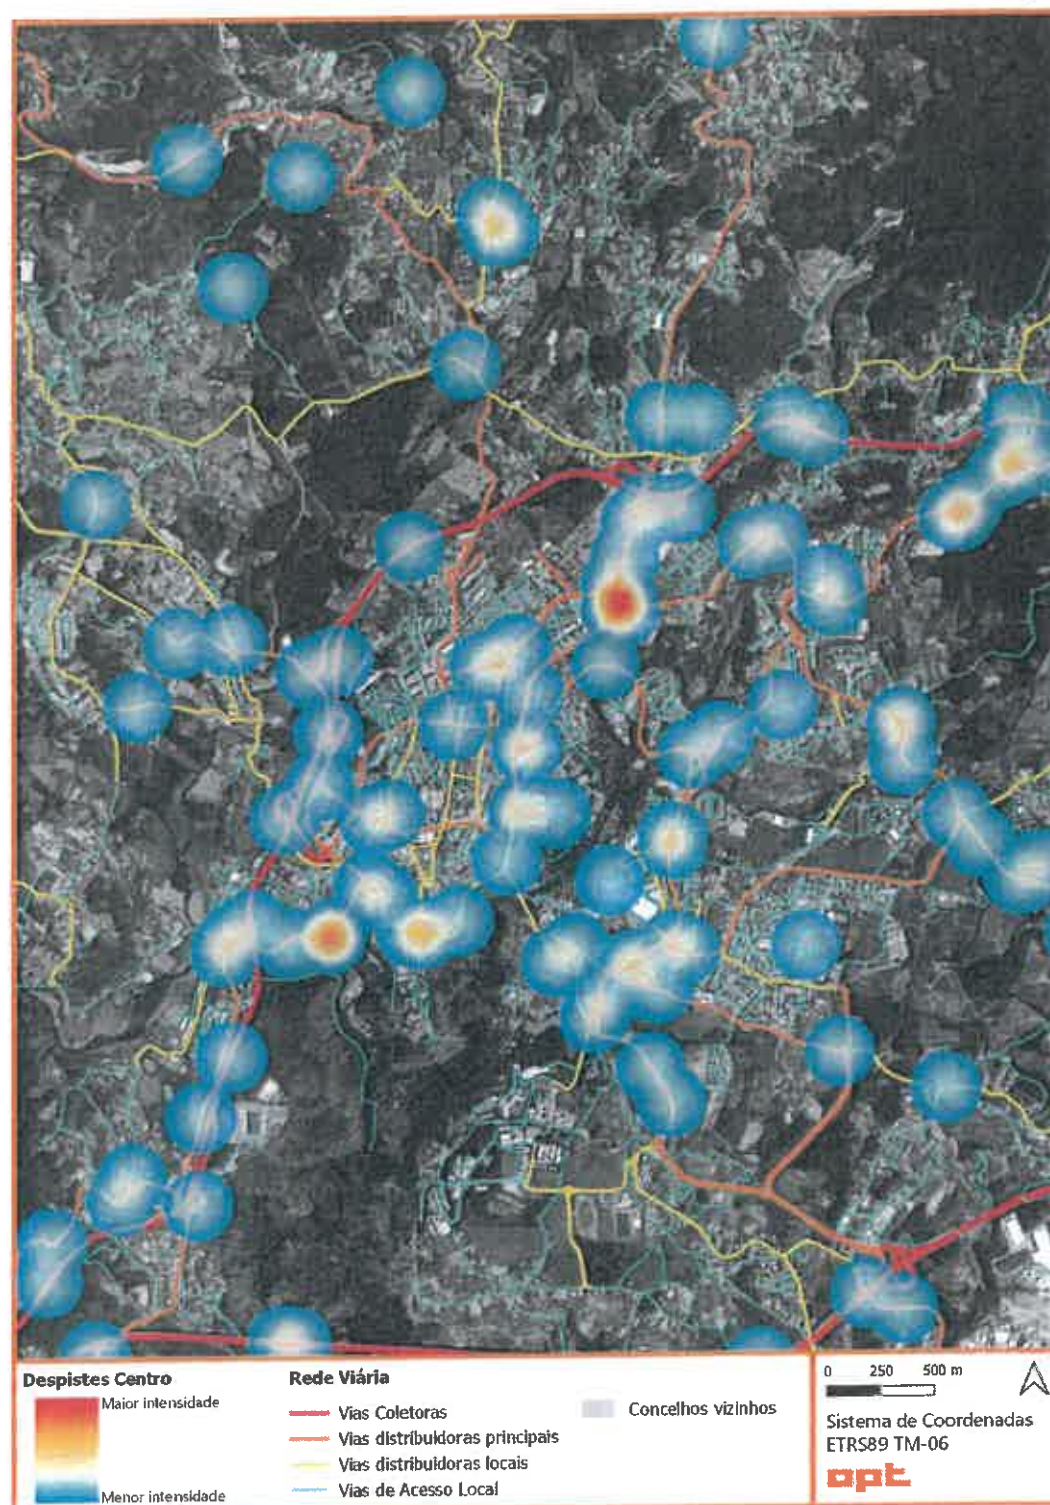 Despistes Centro
Maior intensidade
Menor intensidade
Rede Viária
Vias Coletoras
Vias distribuidoras principais
Vias distribuidoras locais
Vias de Acesso Local
Concelhos vizinhos
0 250 500 m
Sistema de Coordenadas
ETRS89 TM-06
opt